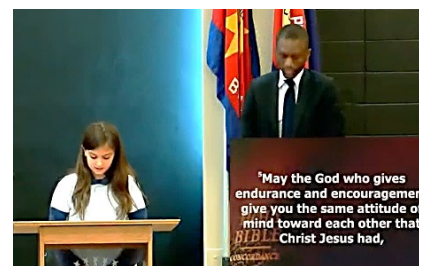 ⁵May the God who gives
endurance and encouragemen
give you the same attitude of
mind toward each other that
Christ Jesus had,
BIBLE
CONCORDANCE